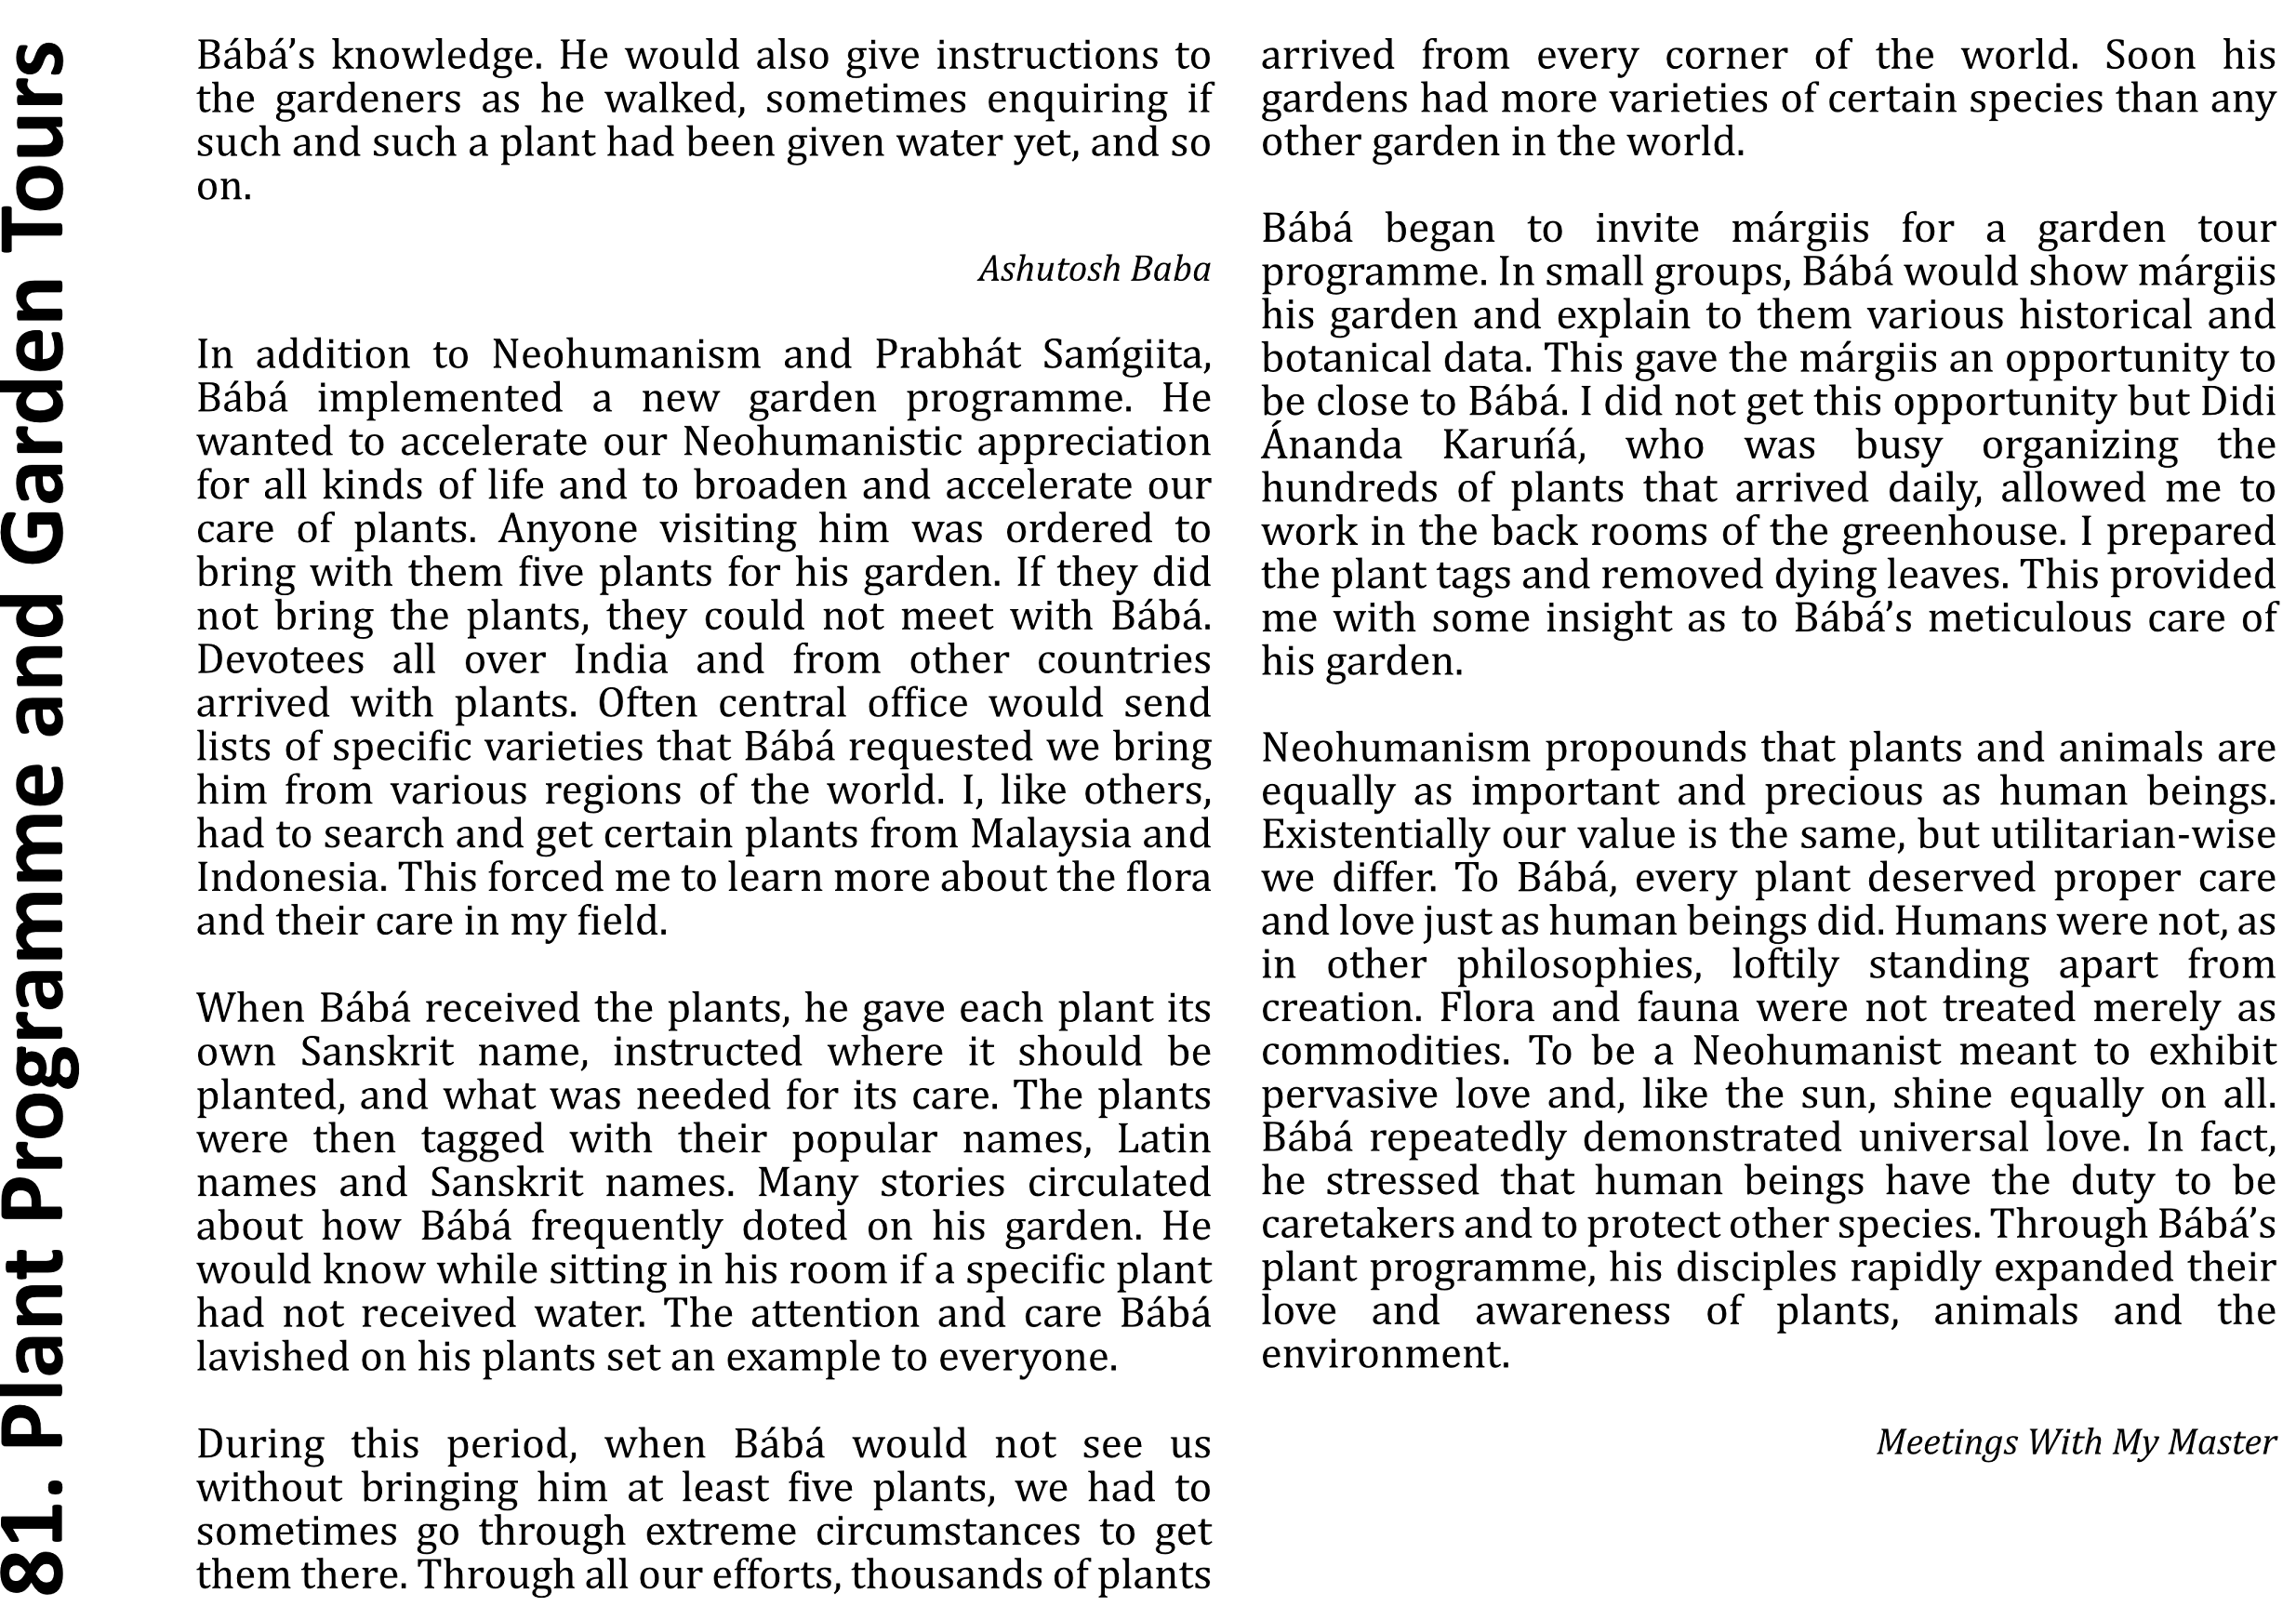 81. Plant Programme and Garden Tours
Bábá’s knowledge. He would also give instructions to
the gardeners as he walked, sometimes enquiring if
such and such a plant had been given water yet, and so
on.
Ashutosh Baba
In addition to Neohumanism and Prabhát Saḿgiita,
Bábá implemented a new garden programme. He
wanted to accelerate our Neohumanistic appreciation
for all kinds of life and to broaden and accelerate our
care of plants. Anyone visiting him was ordered to
bring with them five plants for his garden. If they did
not bring the plants, they could not meet with Bábá.
Devotees all over India and from other countries
arrived with plants. Often central office would send
lists of specific varieties that Bábá requested we bring
him from various regions of the world. I, like others,
had to search and get certain plants from Malaysia and
Indonesia. This forced me to learn more about the flora
and their care in my field.
When Bábá received the plants, he gave each plant its
own Sanskrit name, instructed where it should be
planted, and what was needed for its care. The plants
were then tagged with their popular names, Latin
names and Sanskrit names. Many stories circulated
about how Bábá frequently doted on his garden. He
would know while sitting in his room if a specific plant
had not received water. The attention and care Bábá
lavished on his plants set an example to everyone.
During this period, when Bábá would not see us
without bringing him at least five plants, we had to
sometimes go through extreme circumstances to get
them there. Through all our efforts, thousands of plants
arrived from every corner of the world. Soon his
gardens had more varieties of certain species than any
other garden in the world.
Bábá began to invite márgiis for a garden tour
programme. In small groups, Bábá would show márgiis
his garden and explain to them various historical and
botanical data. This gave the márgiis an opportunity to
be close to Bábá. I did not get this opportunity but Didi
Ánanda Karuńá, who was busy organizing the
hundreds of plants that arrived daily, allowed me to
work in the back rooms of the greenhouse. I prepared
the plant tags and removed dying leaves. This provided
me with some insight as to Bábá’s meticulous care of
his garden.
Neohumanism propounds that plants and animals are
equally as important and precious as human beings.
Existentially our value is the same, but utilitarian-wise
we differ. To Bábá, every plant deserved proper care
and love just as human beings did. Humans were not, as
in other philosophies, loftily standing apart from
creation. Flora and fauna were not treated merely as
commodities. To be a Neohumanist meant to exhibit
pervasive love and, like the sun, shine equally on all.
Bábá repeatedly demonstrated universal love. In fact,
he stressed that human beings have the duty to be
caretakers and to protect other species. Through Bábá’s
plant programme, his disciples rapidly expanded their
love and awareness of plants, animals and the
environment.
Meetings With My Master